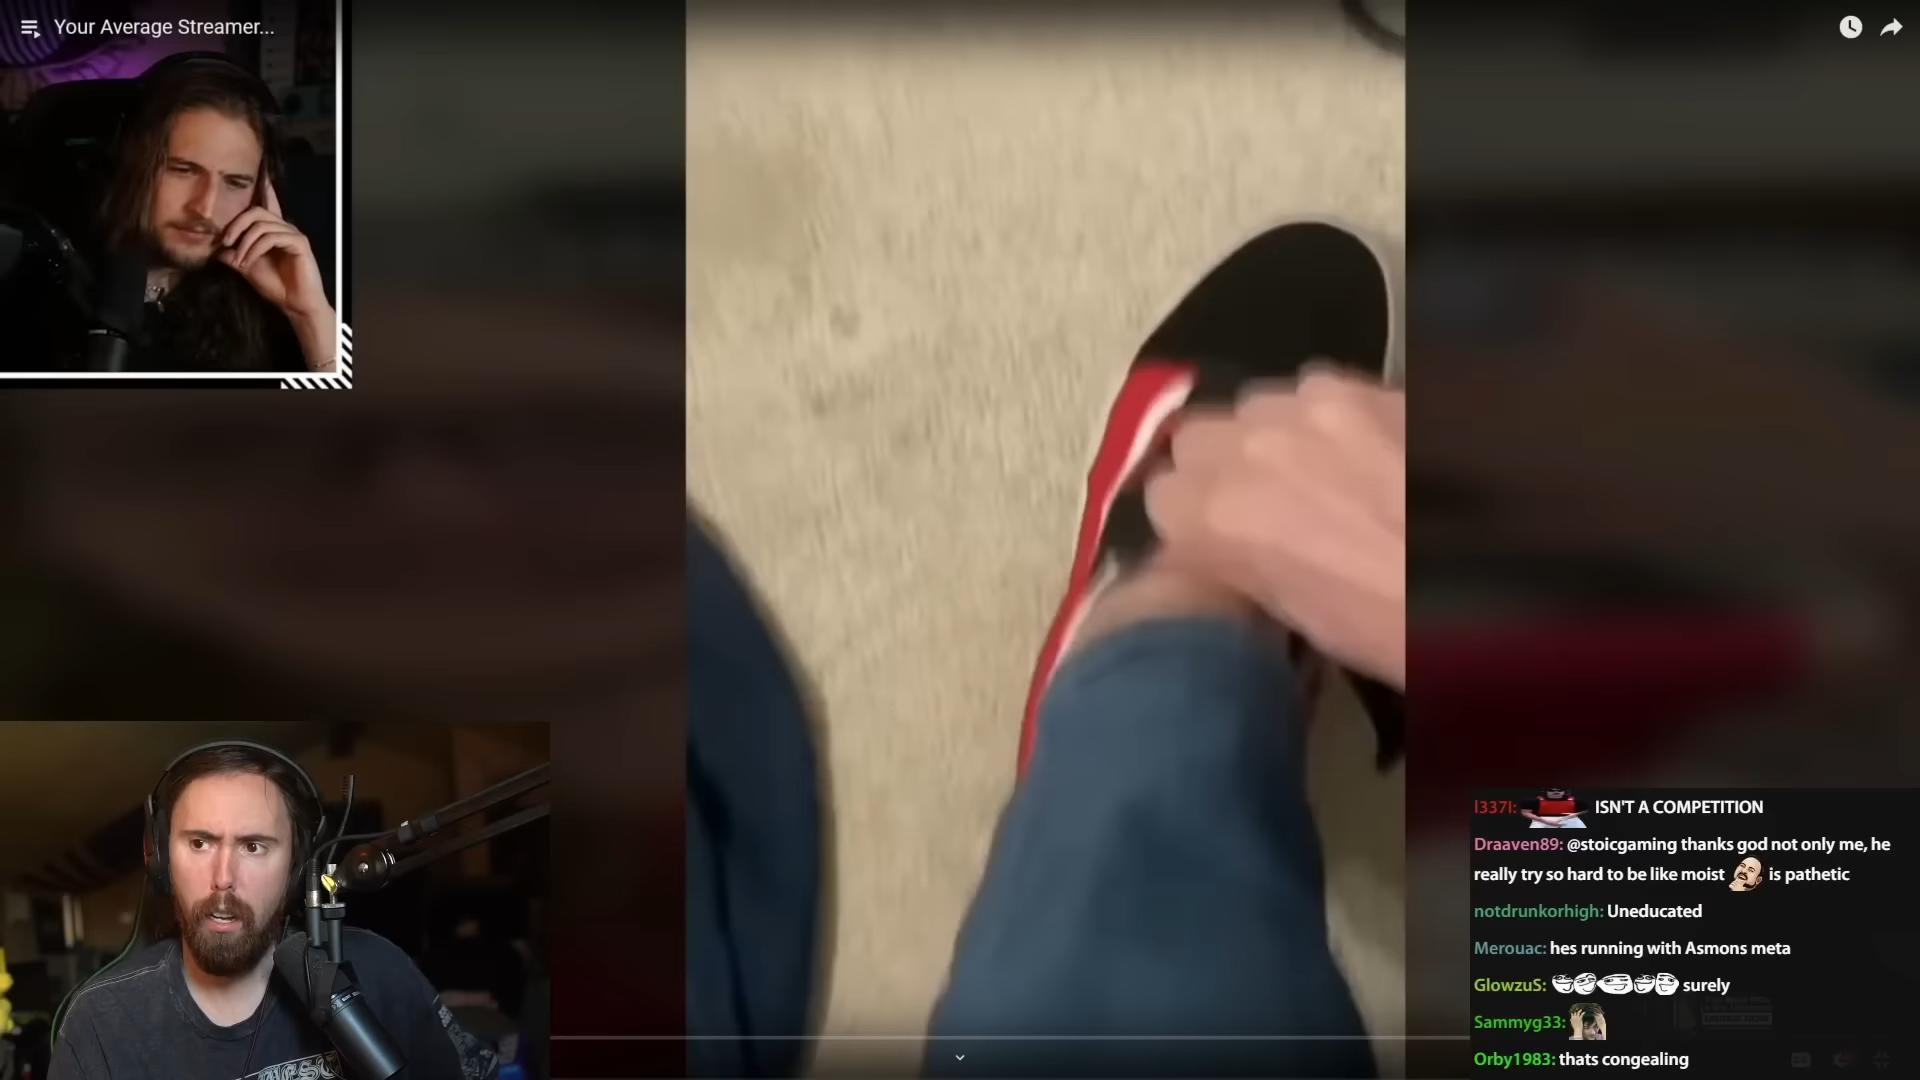 Your Average Streamer...
I337I: ISN'T A COMPETITION
Draaven89: @stoicgaming thanks god not only me, he
really try so hard to be like moist is pathetic
notdrunkorhigh: Uneducated
Merouac: hes running with Asmons meta
GlowzuS: surely
Sammyg33:
Orby1983: thats congealing